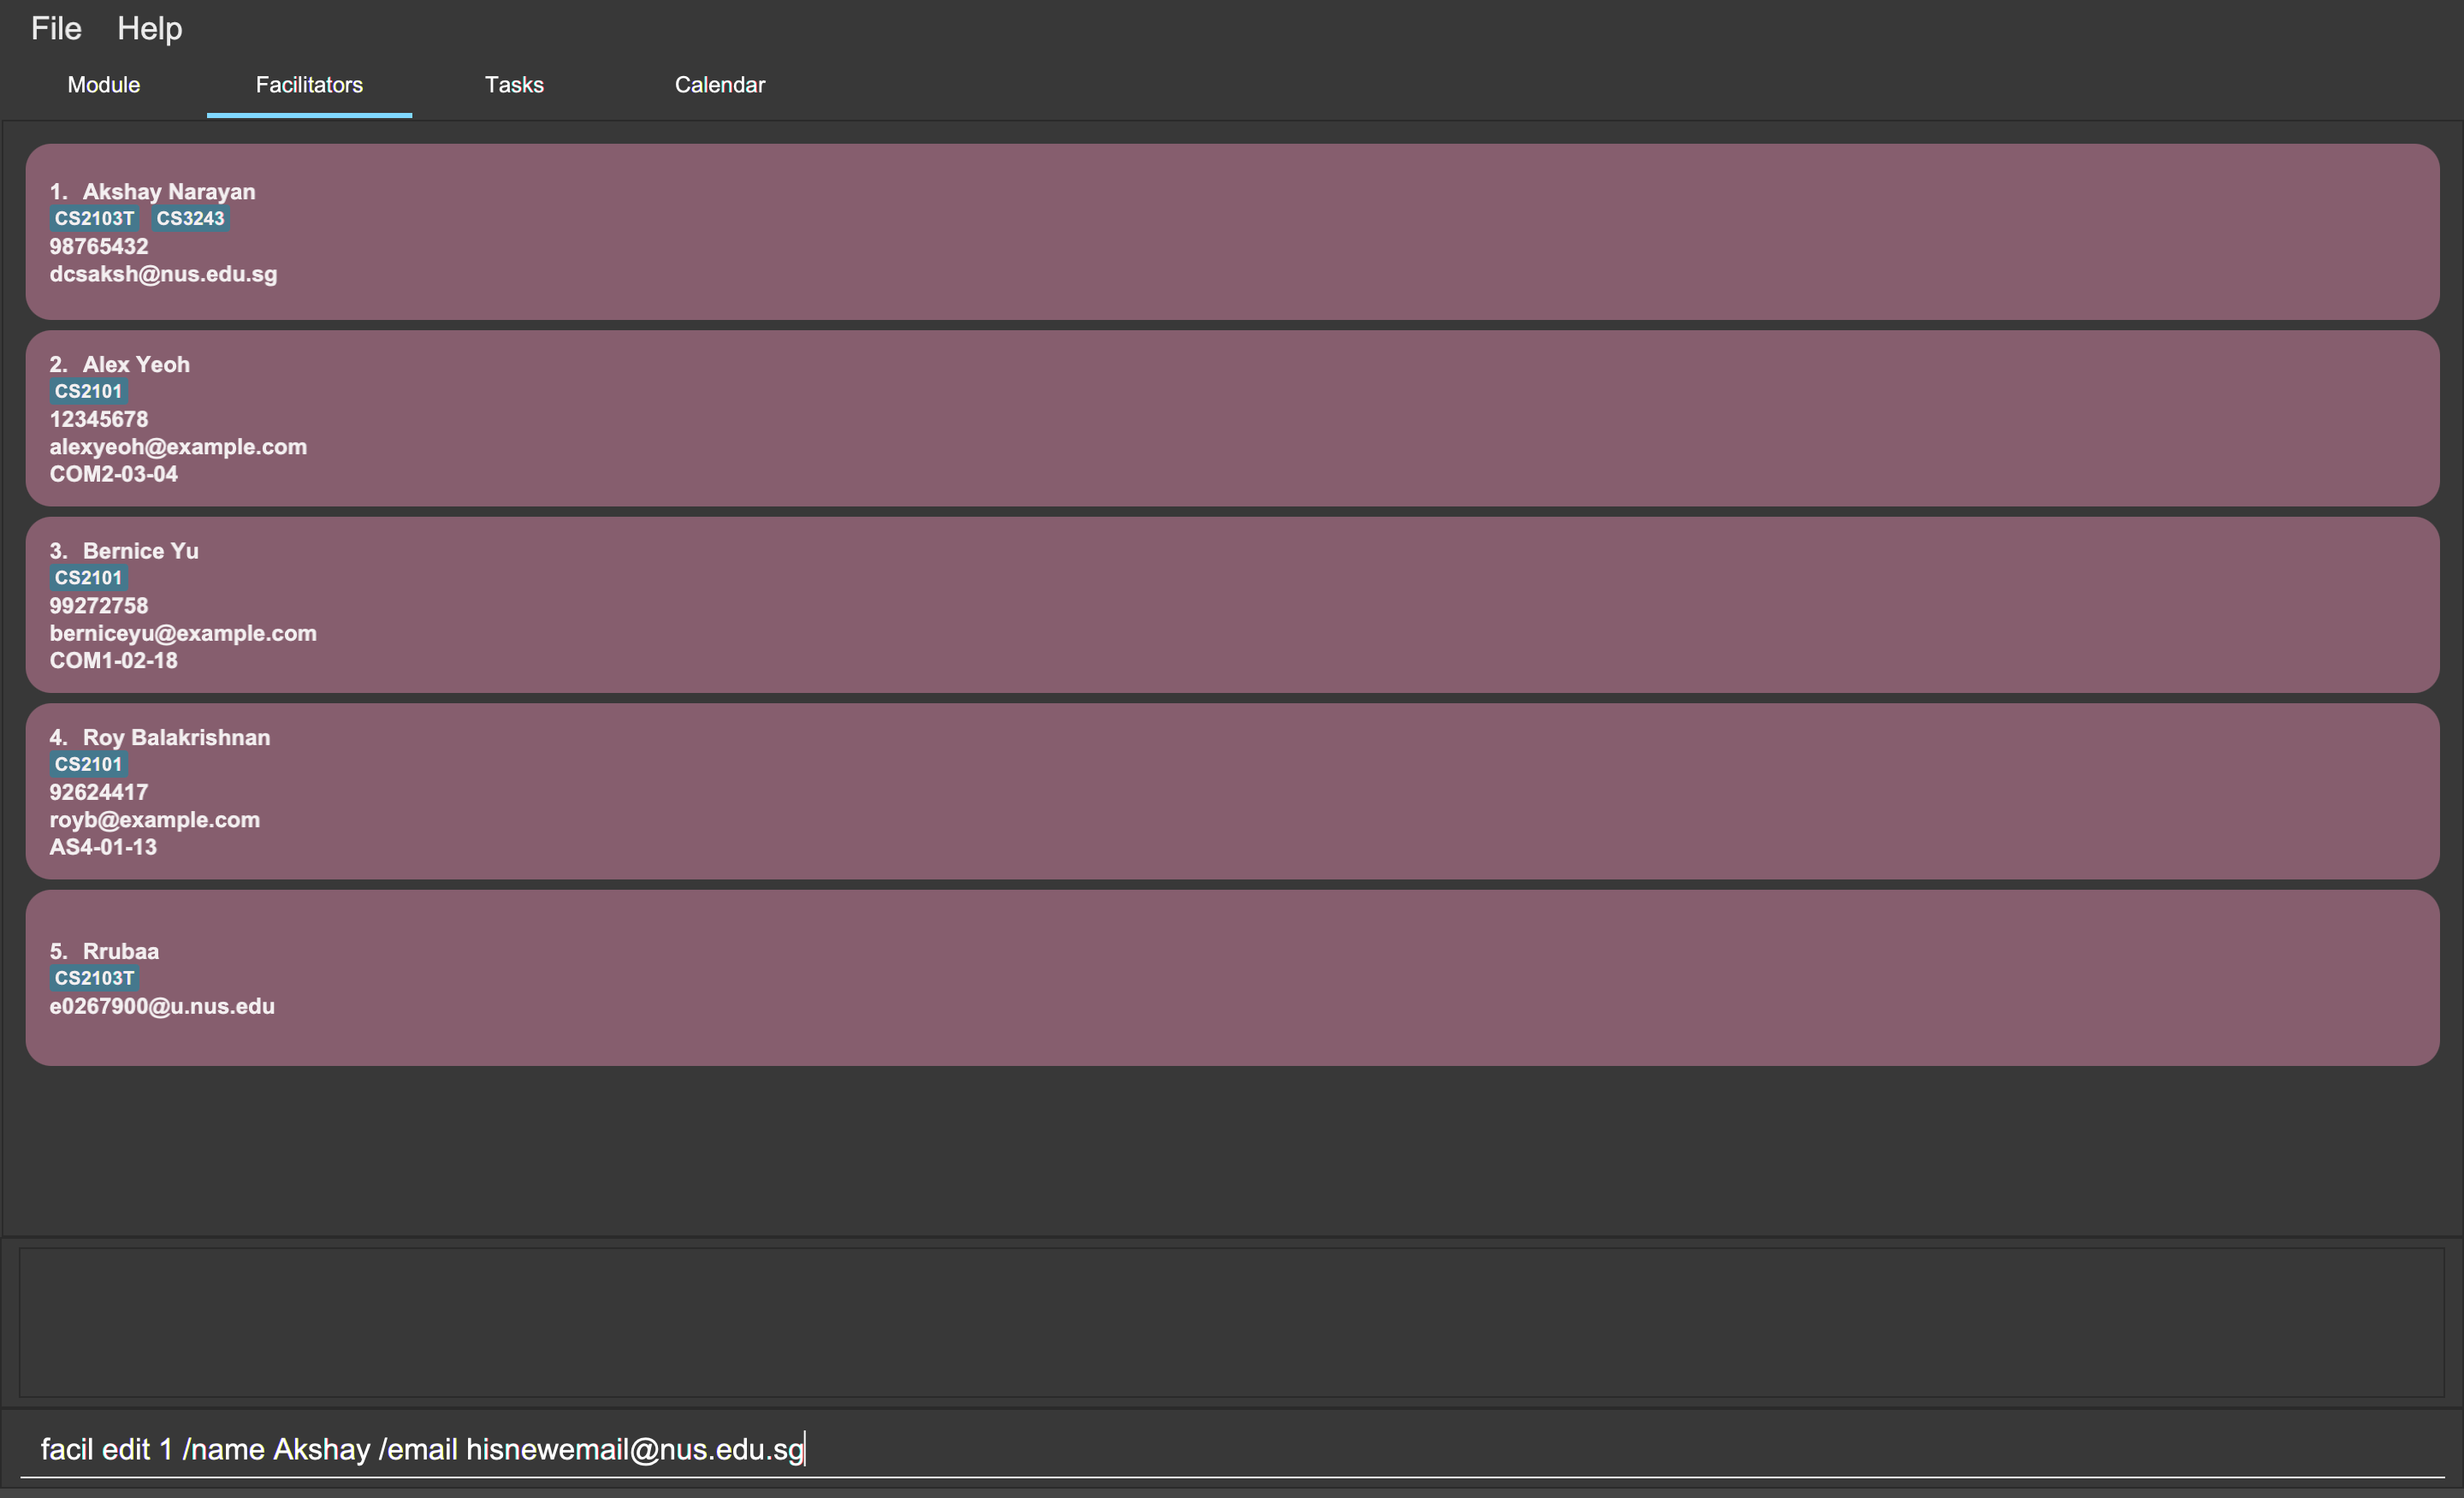 File Help
Module Facilitators Tasks Calendar
1. Akshay Narayan
CS2103T CS3243
98765432
dcsaksh@nus.edu.sg
2. Alex Yeoh
CS2101
12345678
alexyeoh@example.com
COM2-03-04
3. Bernice Yu
CS2101
99272758
berniceyu@example.com
COM1-02-18
4. Roy Balakrishnan
CS2101
92624417
royb@example.com
AS4-01-13
5. Rrubaa
CS2103T
e0267900@u.nus.edu
facil edit 1 /name Akshay /email hisnewemail@nus.edu.sg